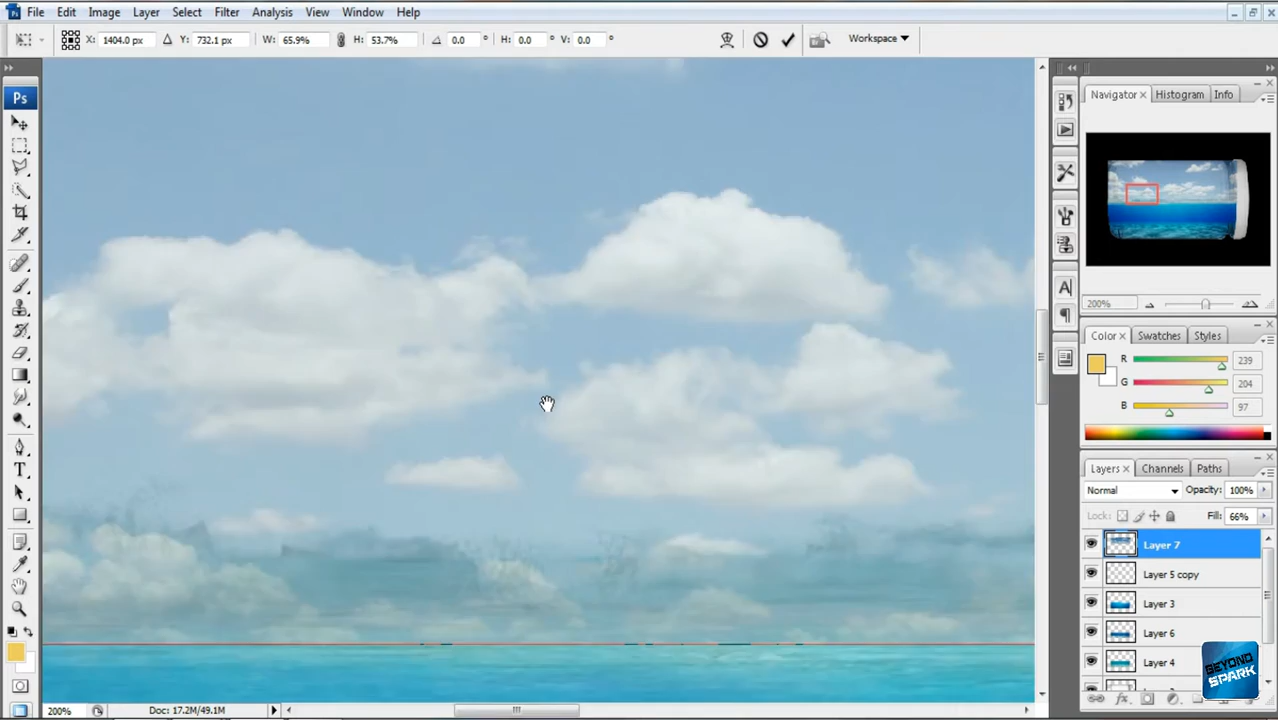 Ps File Edit Image Layer Select Filter Analysis View Window Help
X: 1404.0 px Y: 732.1 px W: 65.9% H: 53.7% 0.0 ° H: 0.0 ° V: 0.0 ° Workspace
Ps
Navigator Histogram Info
200%
Color Swatches Styles
R 239
G 204
B 97
A
T
Layers Channels Paths
Normal Opacity: 100%
Lock: Fill: 66%
Layer 7
Layer 5 copy
Layer 3
Layer 6
Layer 4
BEYOND
SPARK
200% Doc: 17.2M/49.1M